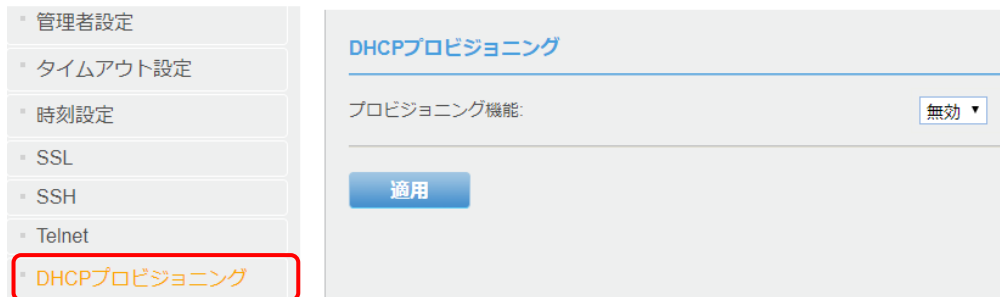 管理者設定
タイムアウト設定
時刻設定
SSL
SSH
Telnet
DHCPプロビジョニング
DHCPプロビジョニング
プロビジョニング機能:
無効
適用